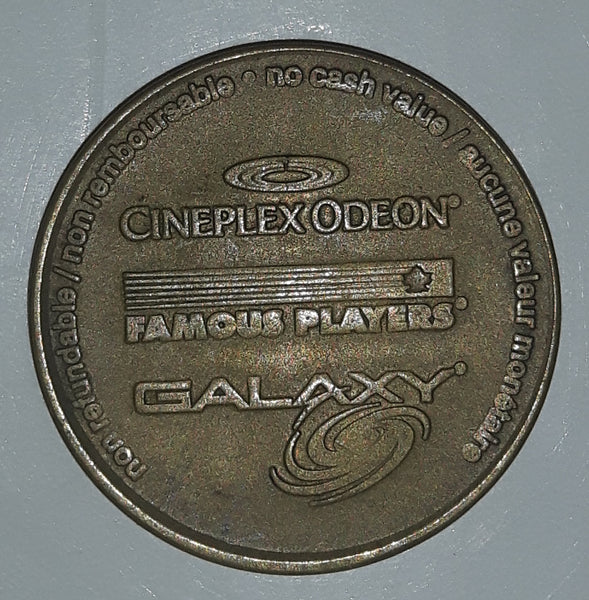 non refundable / non remboursable • no cash value / aucune valeur monétaire
CINEPLEX ODEON®
FAMOUS PLAYERS®
GALAXY®